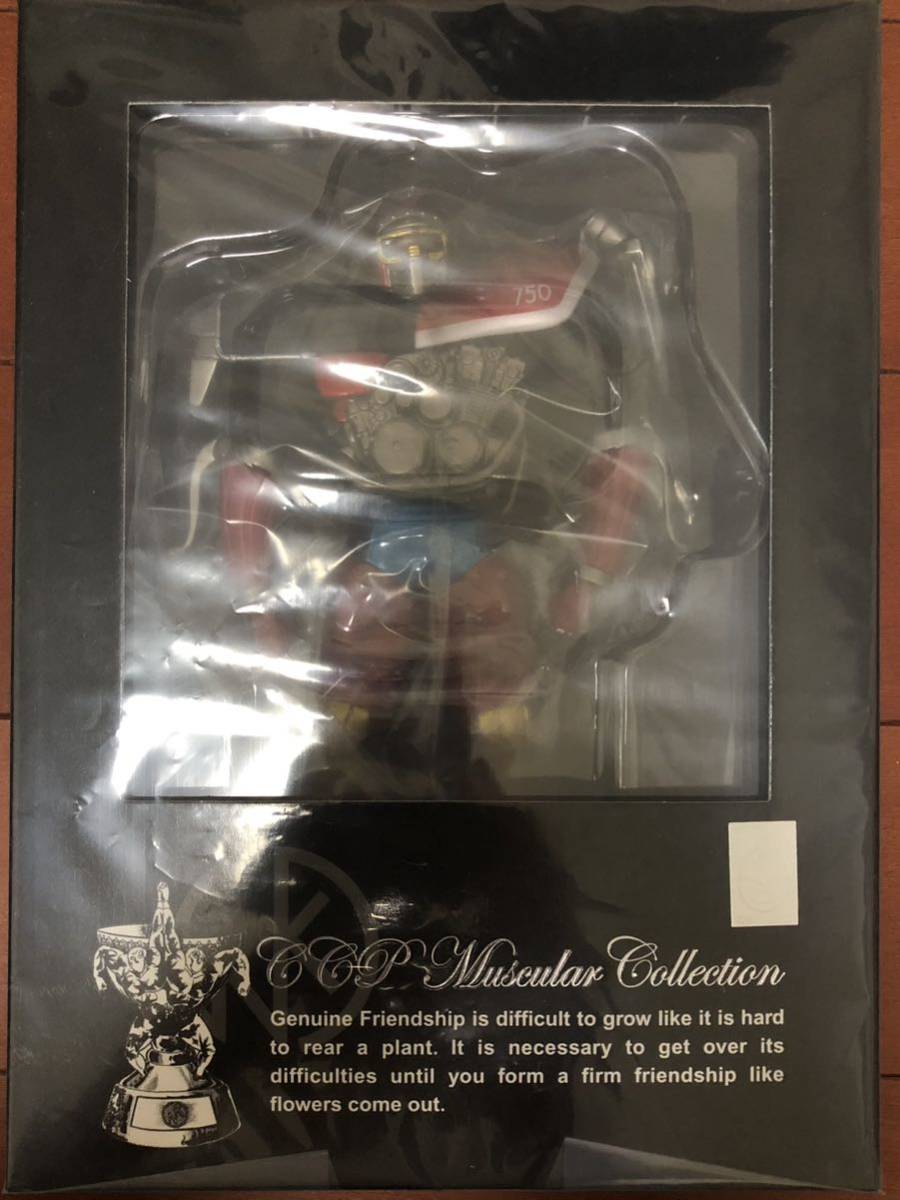 750
CCP Muscular Collection
Genuine Friendship is difficult to grow like it is hard
to rear a plant. It is necessary to get over its
difficulties until you form a firm friendship like
flowers come out.